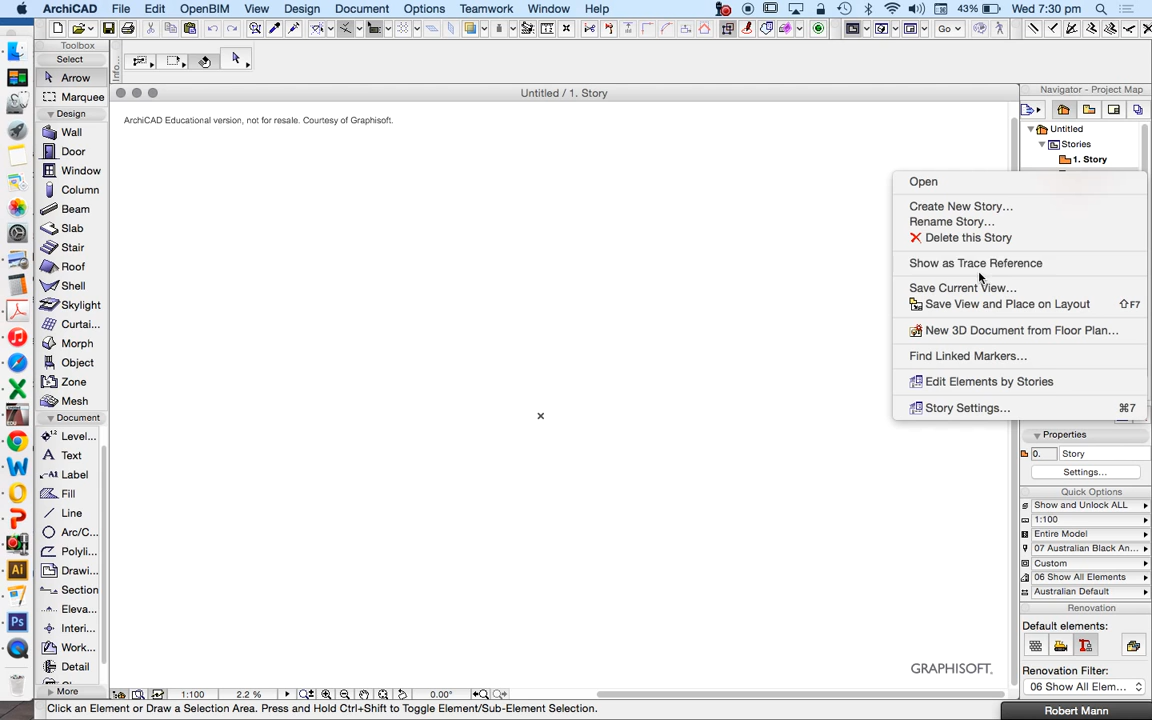 ArchiCAD File Edit OpenBIM View Design Document Options Teamwork Window Help 43% Wed 7:30 pm
Go
Toolbox
Select
Arrow
Marquee
Design
Wall
Door
Window
Column
Beam
Slab
Stair
Roof
Shell
Skylight
Curtai...
Morph
Object
Zone
Mesh
Document
Level...
Text
A1 Label
Fill
Line
Arc/C...
Polyli...
Drawi...
Section
Eleva...
Interi...
Work...
Detail
More
Info...
Untitled / 1. Story
ArchiCAD Educational version, not for resale. Courtesy of Graphisoft.
GRAPHISOFT.
Navigator - Project Map
Untitled
Stories
1. Story
Open
Create New Story...
Rename Story...
Delete this Story
Show as Trace Reference
Save Current View...
Save View and Place on Layout ⇧F7
New 3D Document from Floor Plan...
Find Linked Markers...
Edit Elements by Stories
Story Settings... ⌘7
Properties
0. Story
Settings...
Quick Options
Show and Unlock ALL
1:100
Entire Model
07 Australian Black An...
Custom
06 Show All Elements
Australian Default
Renovation
Default elements:
Renovation Filter:
06 Show All Elem...
1:100 2.2 % 0.00°
Click an Element or Draw a Selection Area. Press and Hold Ctrl+Shift to Toggle Element/Sub-Element Selection.
Robert Mann